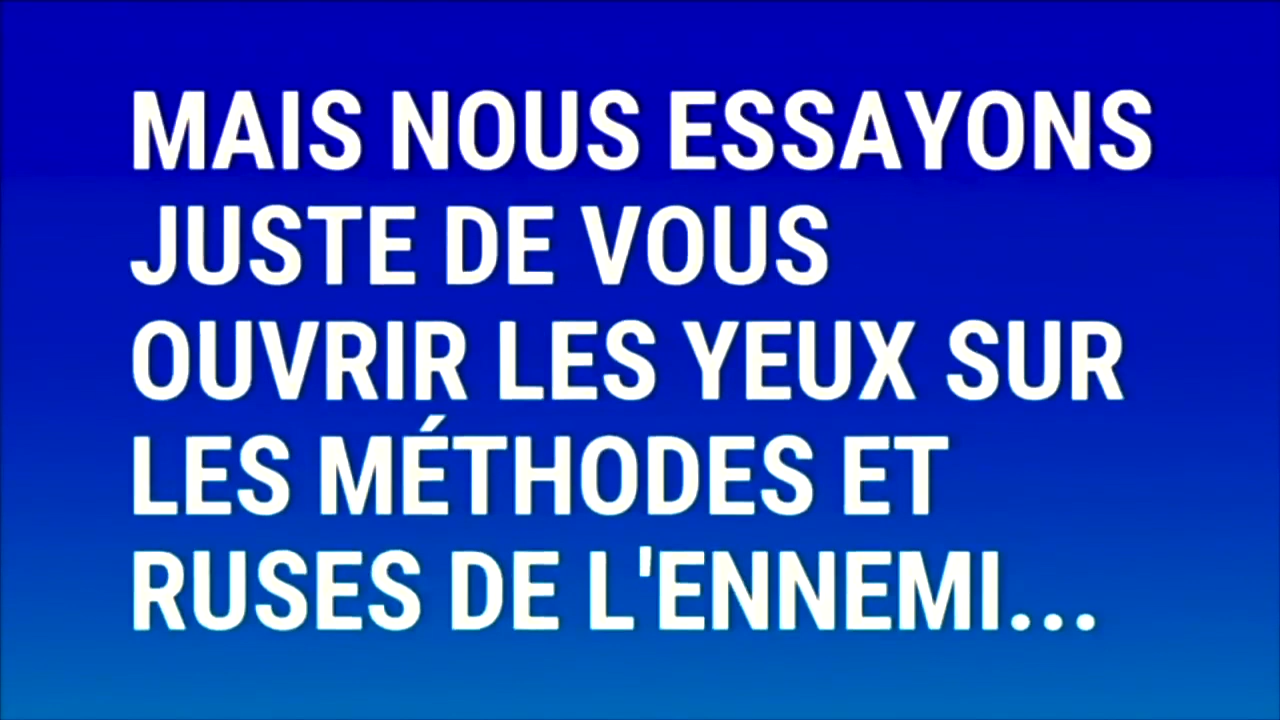 MAIS NOUS ESSAYONS
JUSTE DE VOUS
OUVRIR LES YEUX SUR
LES MÉTHODES ET
RUSES DE L'ENNEMI...